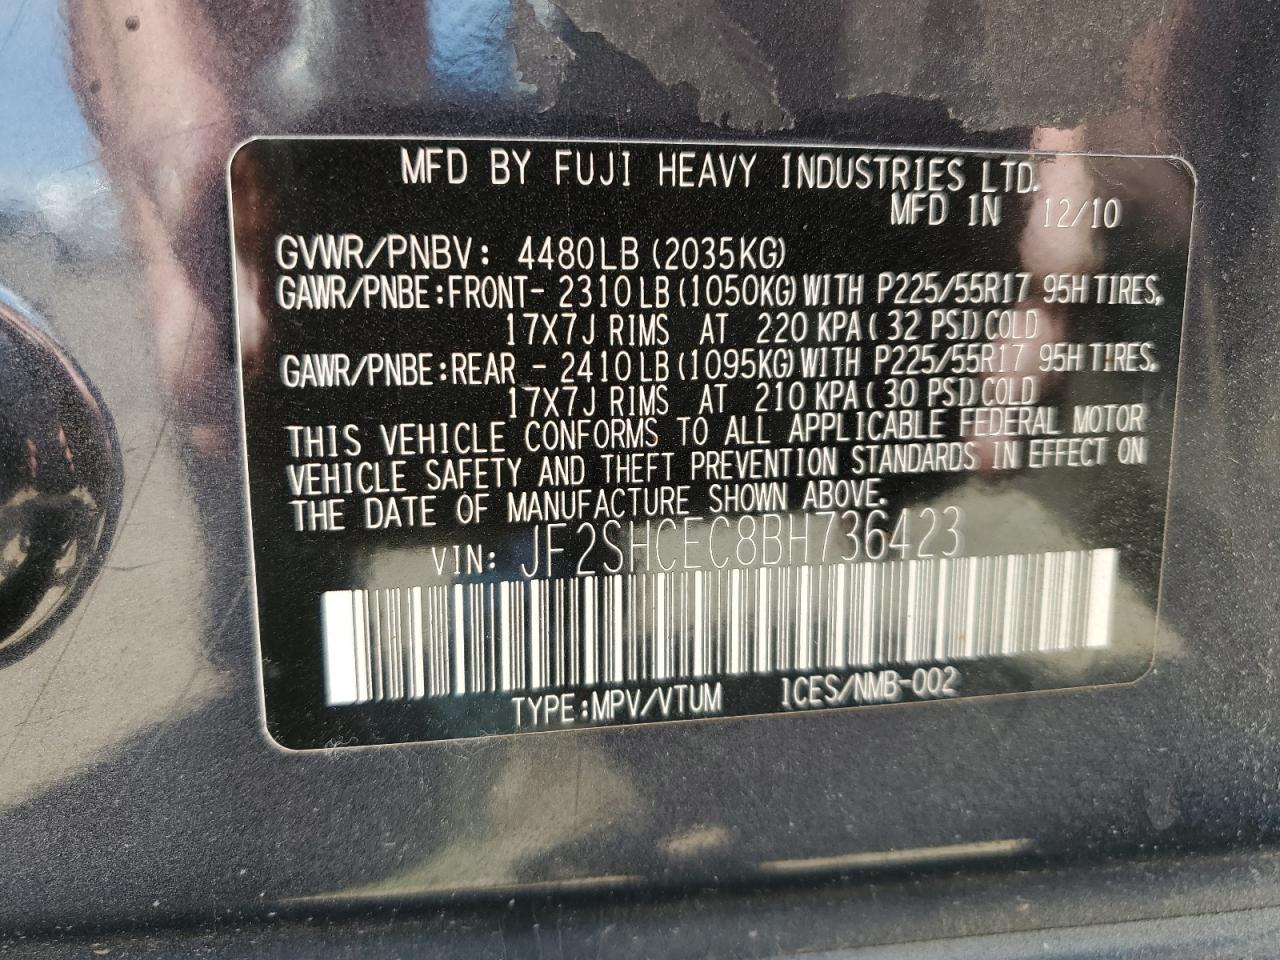 MFD BY FUJI HEAVY INDUSTRIES LTD.
MFD IN 12/10
GVWR/PNBV: 4480LB (2035KG)
GAWR/PNBE:FRONT- 2310LB (1050KG) WITH P225/55R17 95H TIRES,
17X7J RIMS AT 220 KPA( 32 PSI)COLD
GAWR/PNBE:REAR - 2410LB (1095KG) WITH P225/55R17 95H TIRES,
17X7J RIMS AT 210 KPA( 30 PSI)COLD
THIS VEHICLE CONFORMS TO ALL APPLICABLE FEDERAL MOTOR
VEHICLE SAFETY AND THEFT PREVENTION STANDARDS IN EFFECT ON
THE DATE OF MANUFACTURE SHOWN ABOVE.
VIN: JF2SHCEC8BH736423
TYPE:MPV/VTUM ICES/NMB-002